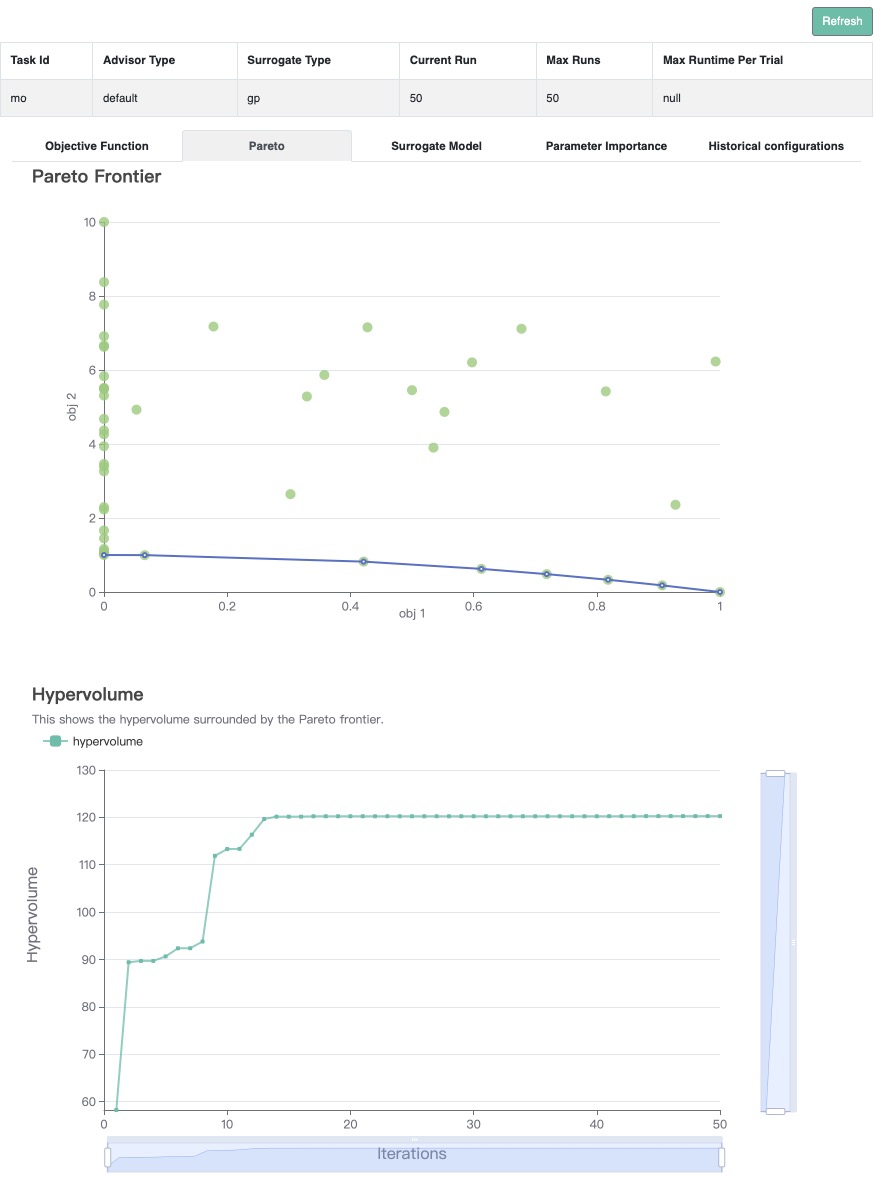 Refresh
Task Id Advisor Type Surrogate Type Current Run Max Runs Max Runtime Per Trial
mo default gp 50 50 null
Objective Function Pareto Surrogate Model Parameter Importance Historical configurations
Pareto Frontier
10
8
6
obj 2
4
2
0
0 0.2 0.4 0.6 0.8 1
obj 1
Hypervolume
This shows the hypervolume surrounded by the Pareto frontier.
hypervolume
130
120
110
100
Hypervolume
90
80
70
60
0 10 20 30 40 50
Iterations